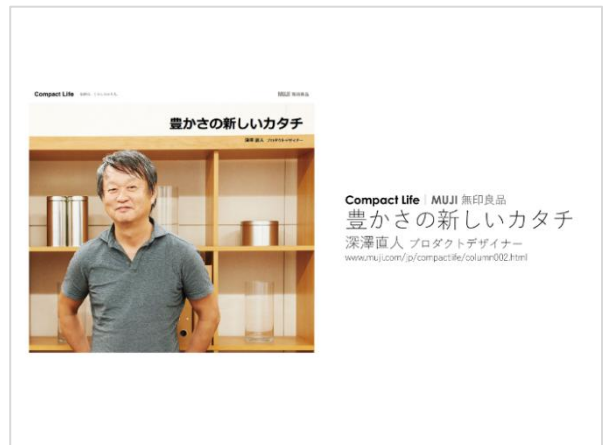 Compact Life
MUJI 無印良品
豊かさの新しいカタチ
深澤 直人 プロダクトデザイナー
Compact Life | MUJI 無印良品
豊かさの新しいカタチ
深澤直人 プロダクトデザイナー
www.muji.com/jp/compactlife/column002.html